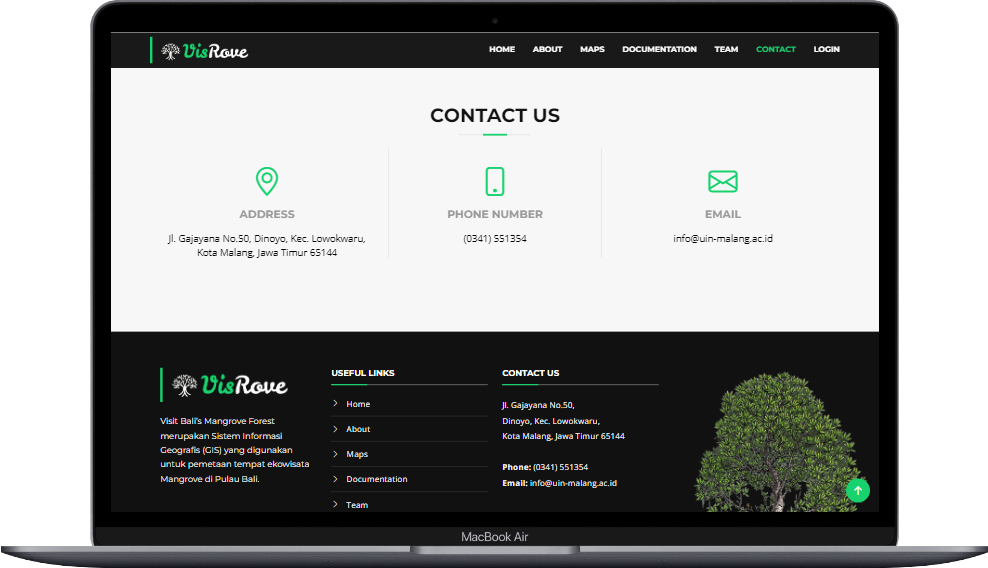 VisRove
HOME ABOUT MAPS DOCUMENTATION TEAM CONTACT LOGIN
CONTACT US
ADDRESS
Jl. Gajayana No.50, Dinoyo, Kec. Lowokwaru,
Kota Malang, Jawa Timur 65144
PHONE NUMBER
(0341) 551354
EMAIL
info@uin-malang.ac.id
VisRove
Visit Bali's Mangrove Forest
merupakan Sistem Informasi
Geografis (GIS) yang digunakan
untuk pemetaan tempat ekowisata
Mangrove di Pulau Bali.
USEFUL LINKS
Home
About
Maps
Documentation
Team
CONTACT US
Jl. Gajayana No.50,
Dinoyo, Kec. Lowokwaru,
Kota Malang, Jawa Timur 65144
Phone: (0341) 551354
Email: info@uin-malang.ac.id
MacBook Air